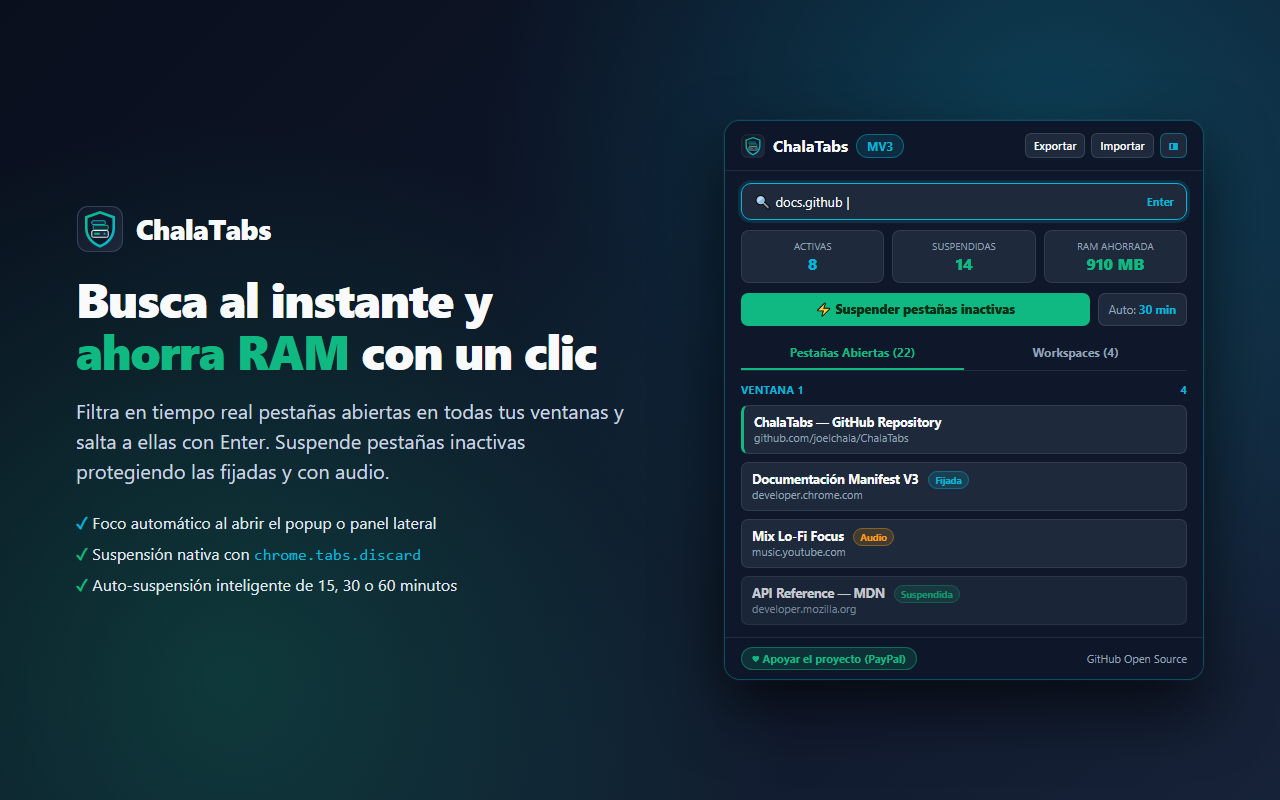 ChalaTabs
Busca al instante y
ahorra RAM con un clic
Filtra en tiempo real pestañas abiertas en todas tus ventanas y
salta a ellas con Enter. Suspende pestañas inactivas
protegiendo las fijadas y con audio.
✓ Foco automático al abrir el popup o panel lateral
✓ Suspensión nativa con chrome.tabs.discard
✓ Auto-suspensión inteligente de 15, 30 o 60 minutos
ChalaTabs MV3 Exportar Importar
docs.github | Enter
ACTIVAS SUSPENDIDAS RAM AHORRADA
8 14 910 MB
⚡ Suspender pestañas inactivas Auto: 30 min
Pestañas Abiertas (22) Workspaces (4)
VENTANA 1 4
ChalaTabs — GitHub Repository
github.com/joelchala/ChalaTabs
Documentación Manifest V3 Fijada
developer.chrome.com
Mix Lo-Fi Focus Audio
music.youtube.com
API Reference — MDN Suspendida
developer.mozilla.org
♥ Apoyar el proyecto (PayPal) GitHub Open Source